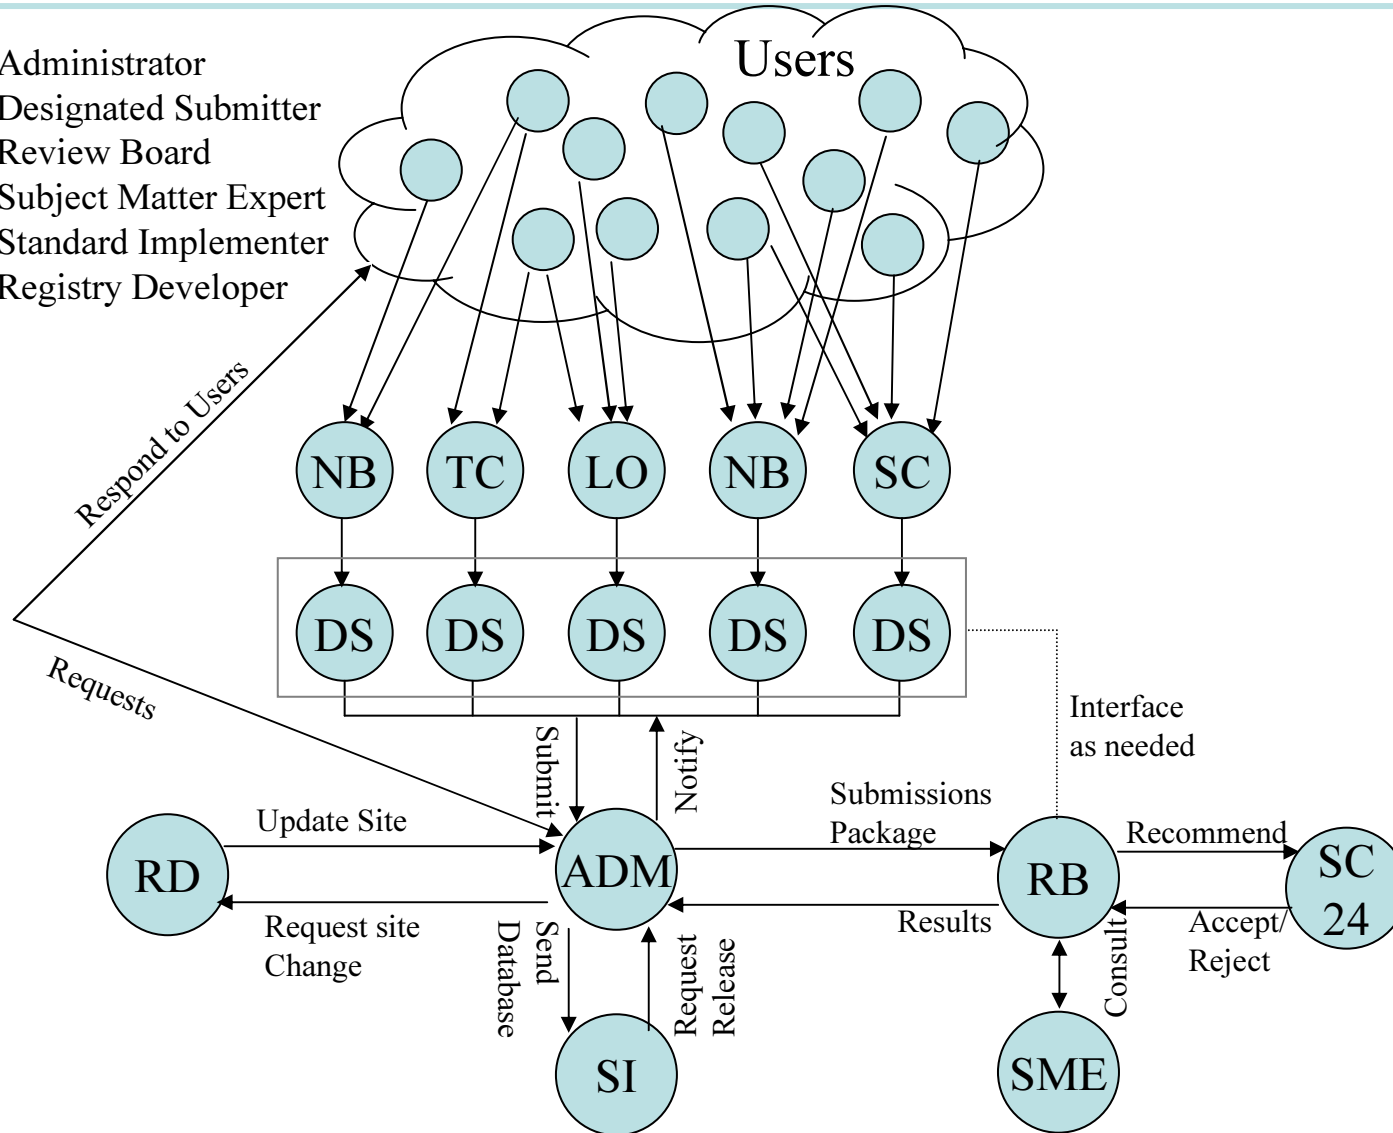 Users
Administrator
Designated Submitter
Review Board
Subject Matter Expert
Standard Implementer
Registry Developer
Respond to Users
NB
TC
LO
NB
SC
DS
DS
DS
DS
DS
Requests
Submit
Notify
Interface
as needed
Update Site
Submissions
Package
Recommend
RD
ADM
RB
SC
24
Request site
Change
Results
Accept/
Reject
Send
Database
Request
Release
Consult
SI
SME